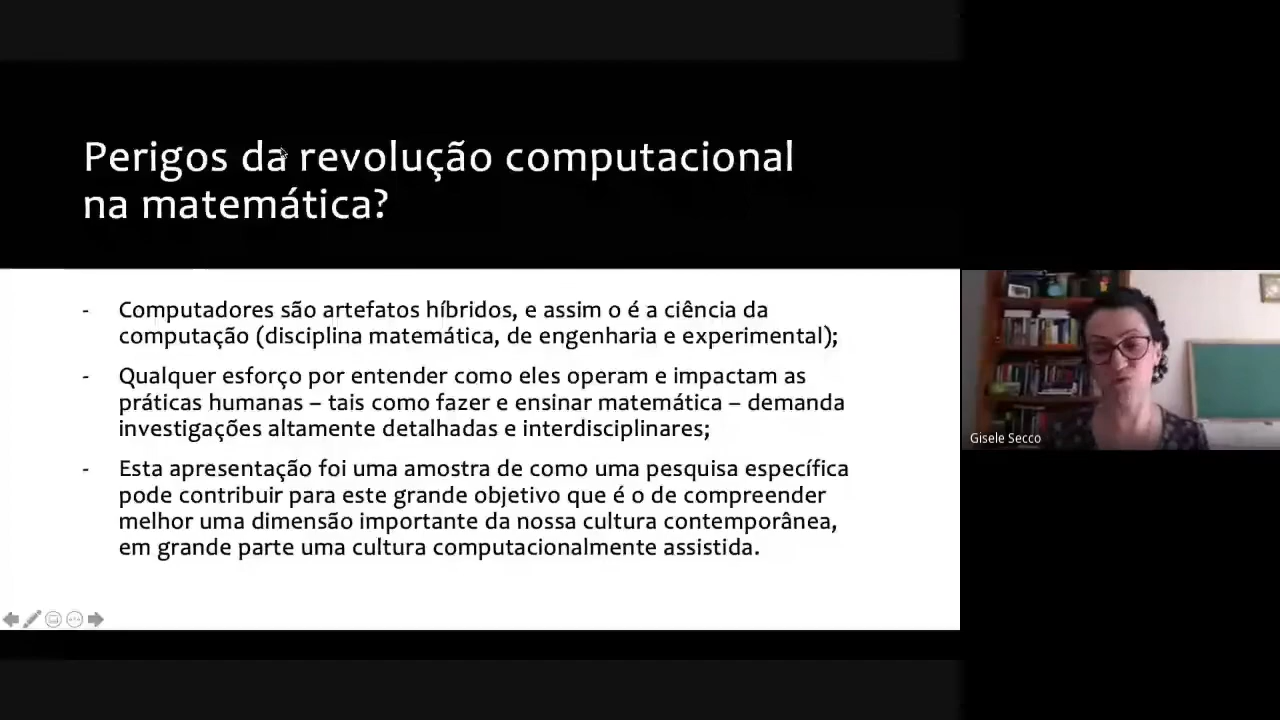 Perigos da revolução computacional
na matemática?
- Computadores são artefatos híbridos, e assim o é a ciência da
computação (disciplina matemática, de engenharia e experimental);
- Qualquer esforço por entender como eles operam e impactam as
práticas humanas – tais como fazer e ensinar matemática – demanda
investigações altamente detalhadas e interdisciplinares;
- Esta apresentação foi uma amostra de como uma pesquisa específica
pode contribuir para este grande objetivo que é o de compreender
melhor uma dimensão importante da nossa cultura contemporânea,
em grande parte uma cultura computacionalmente assistida.
Gisele Secco